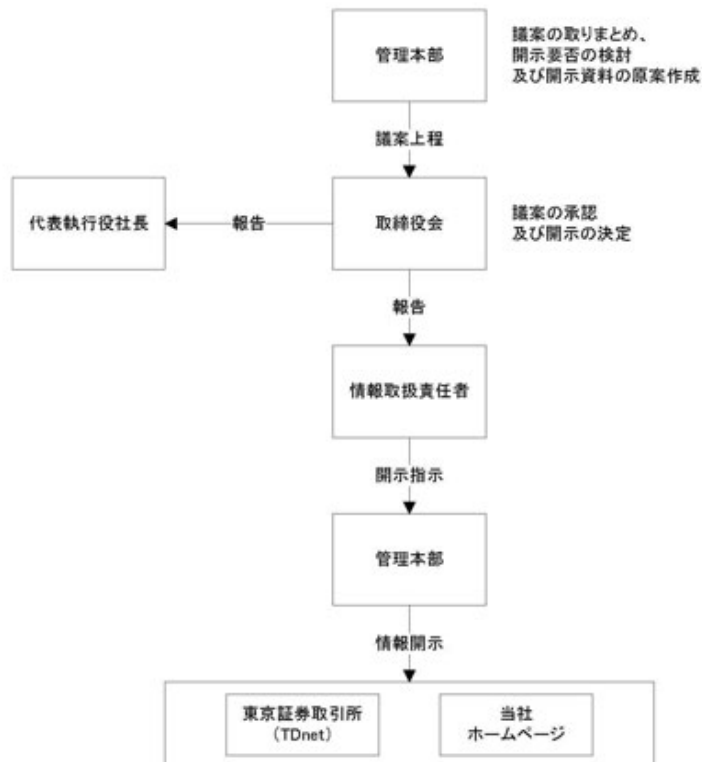 管理本部
議案の取りまとめ、
開示要否の検討
及び開示資料の原案作成
議案上程
代表執行役社長
報告
取締役会
議案の承認
及び開示の決定
報告
情報取扱責任者
開示指示
管理本部
情報開示
東京証券取引所
(TDnet)
当社
ホームページ